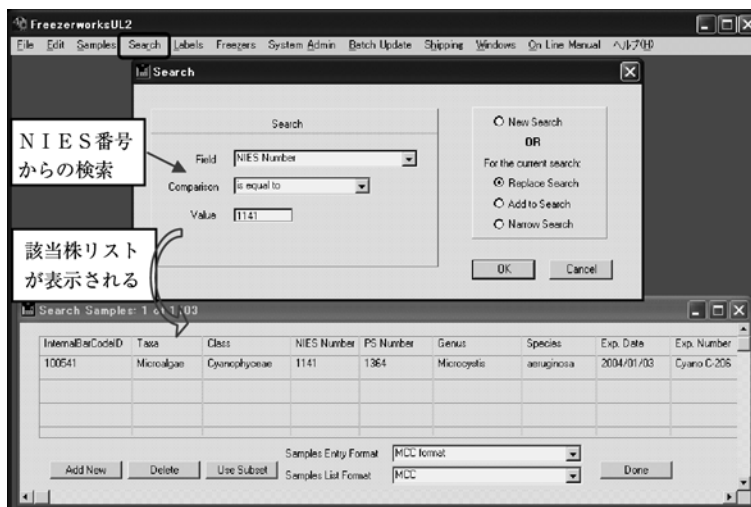 FreezerworksUL2
File Edit Samples Search Labels Freezers System Admin Batch Update Shipping Windows On Line Manual ヘルプ(H)
Search
Search
Field NIES Number
Comparison is equal to
Value 1141
New Search
OR
For the current search:
Replace Search
Add to Search
Narrow Search
OK Cancel
ＮＩＥＳ番号
からの検索
該当株リスト
が表示される
Search Samples: 1 of 1103
InternalBarCodeID Taxa Class NIES Number PS Number Genus Species Exp. Date Exp. Number
100541 Microalgae Cyanophyceae 1141 1364 Microcystis aeruginosa 2004/01/03 Cyano C-206
Samples Entry Format MCC format
Add New Delete Use Subset Samples List Format MCC Done